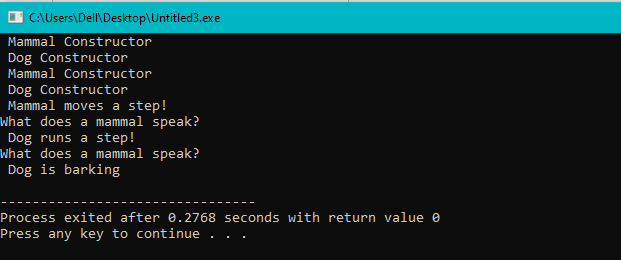 C:\Users\Dell\Desktop\Untitled3.exe
Mammal Constructor
Dog Constructor
Mammal Constructor
Dog Constructor
Mammal moves a step!
What does a mammal speak?
Dog runs a step!
What does a mammal speak?
Dog is barking
--------------------------------
Process exited after 0.2768 seconds with return value 0
Press any key to continue . . .